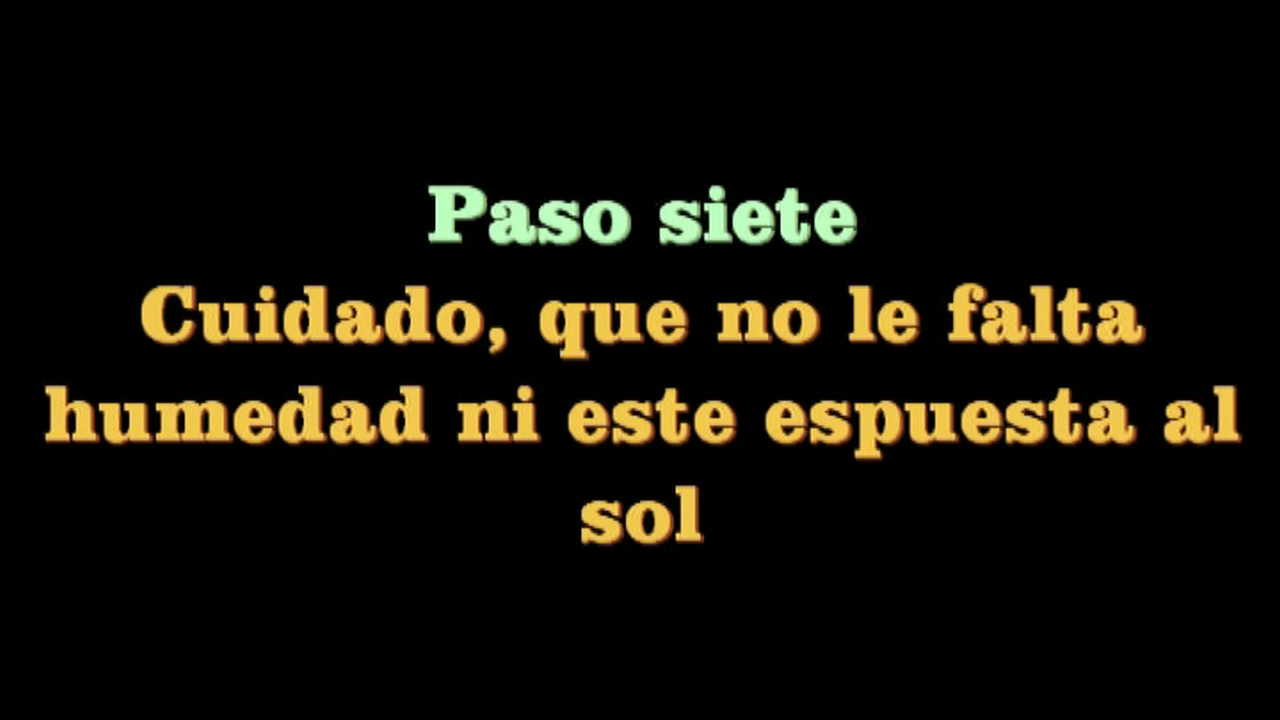 Paso siete
Cuidado, que no le falta
humedad ni este espuesta al
sol